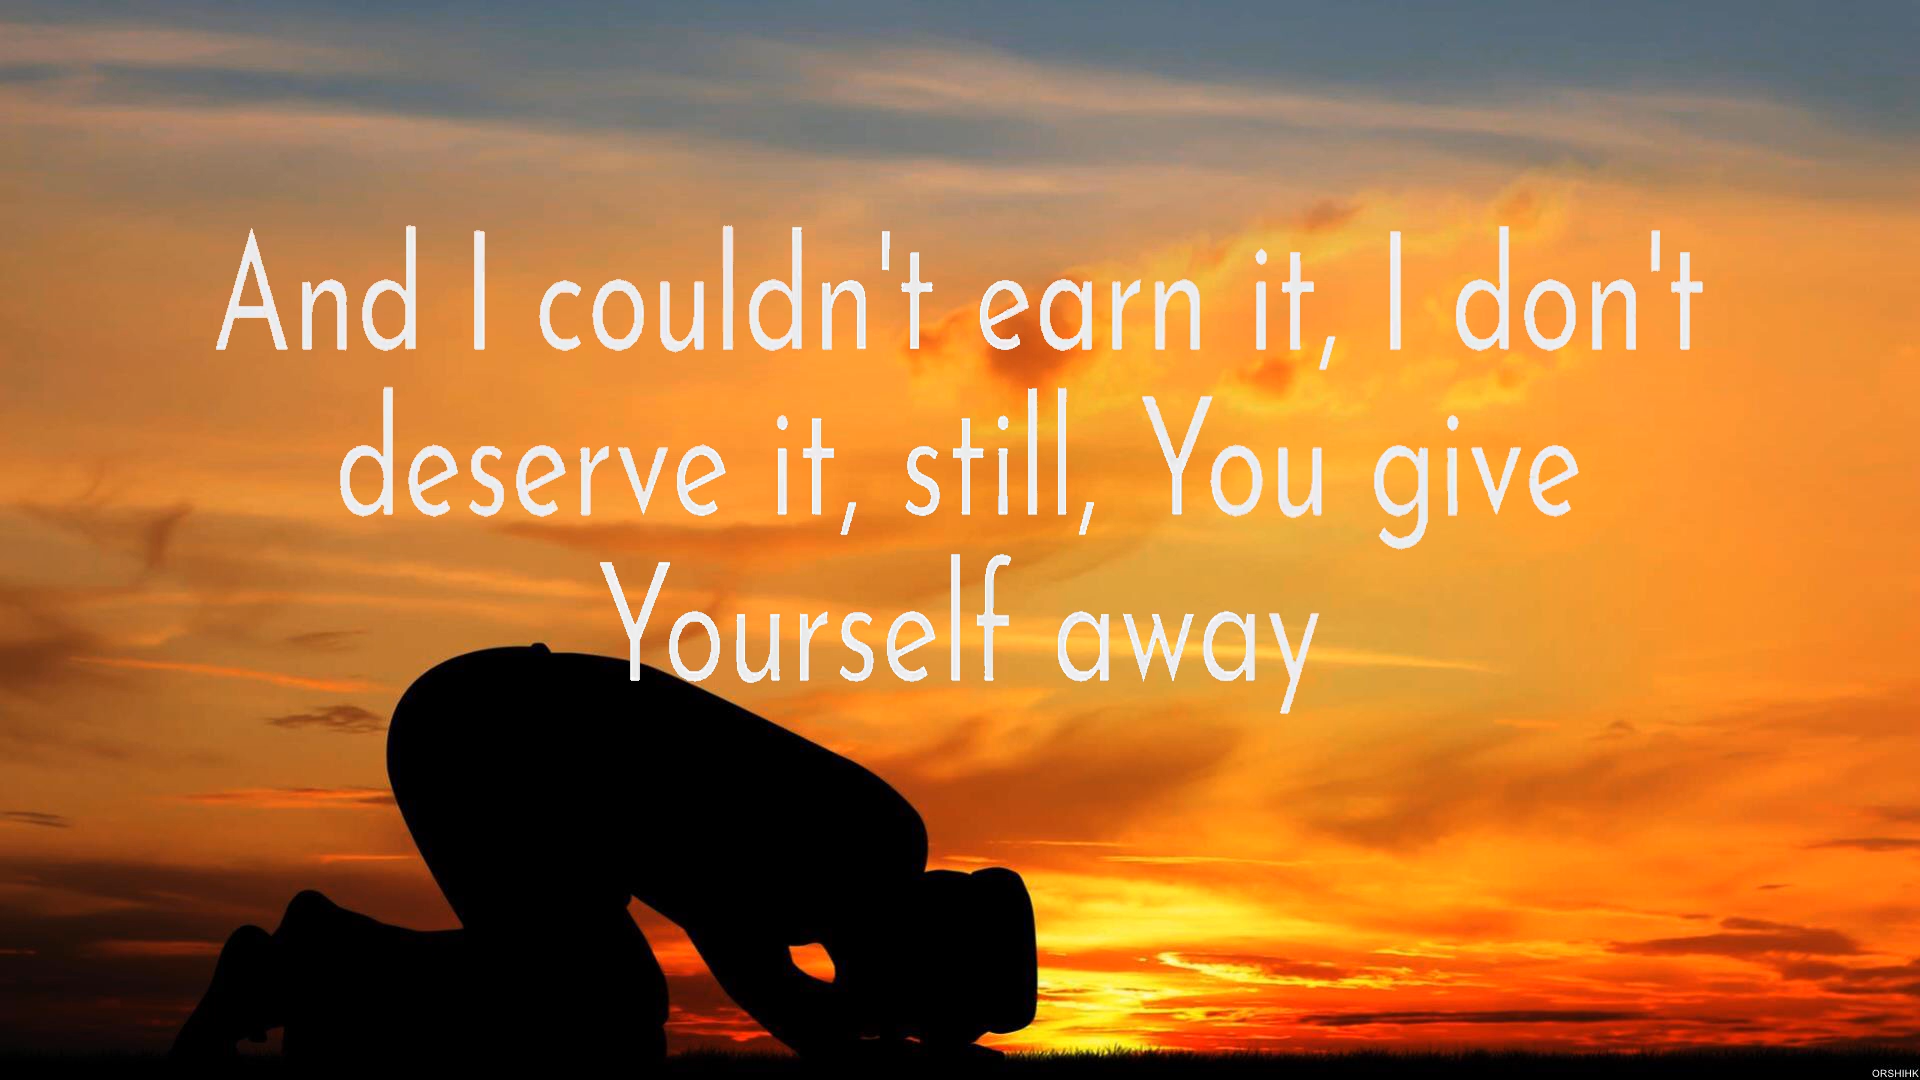 And I couldn't earn it, I don't
deserve it, still, You give
Yourself away
ORSHIHK